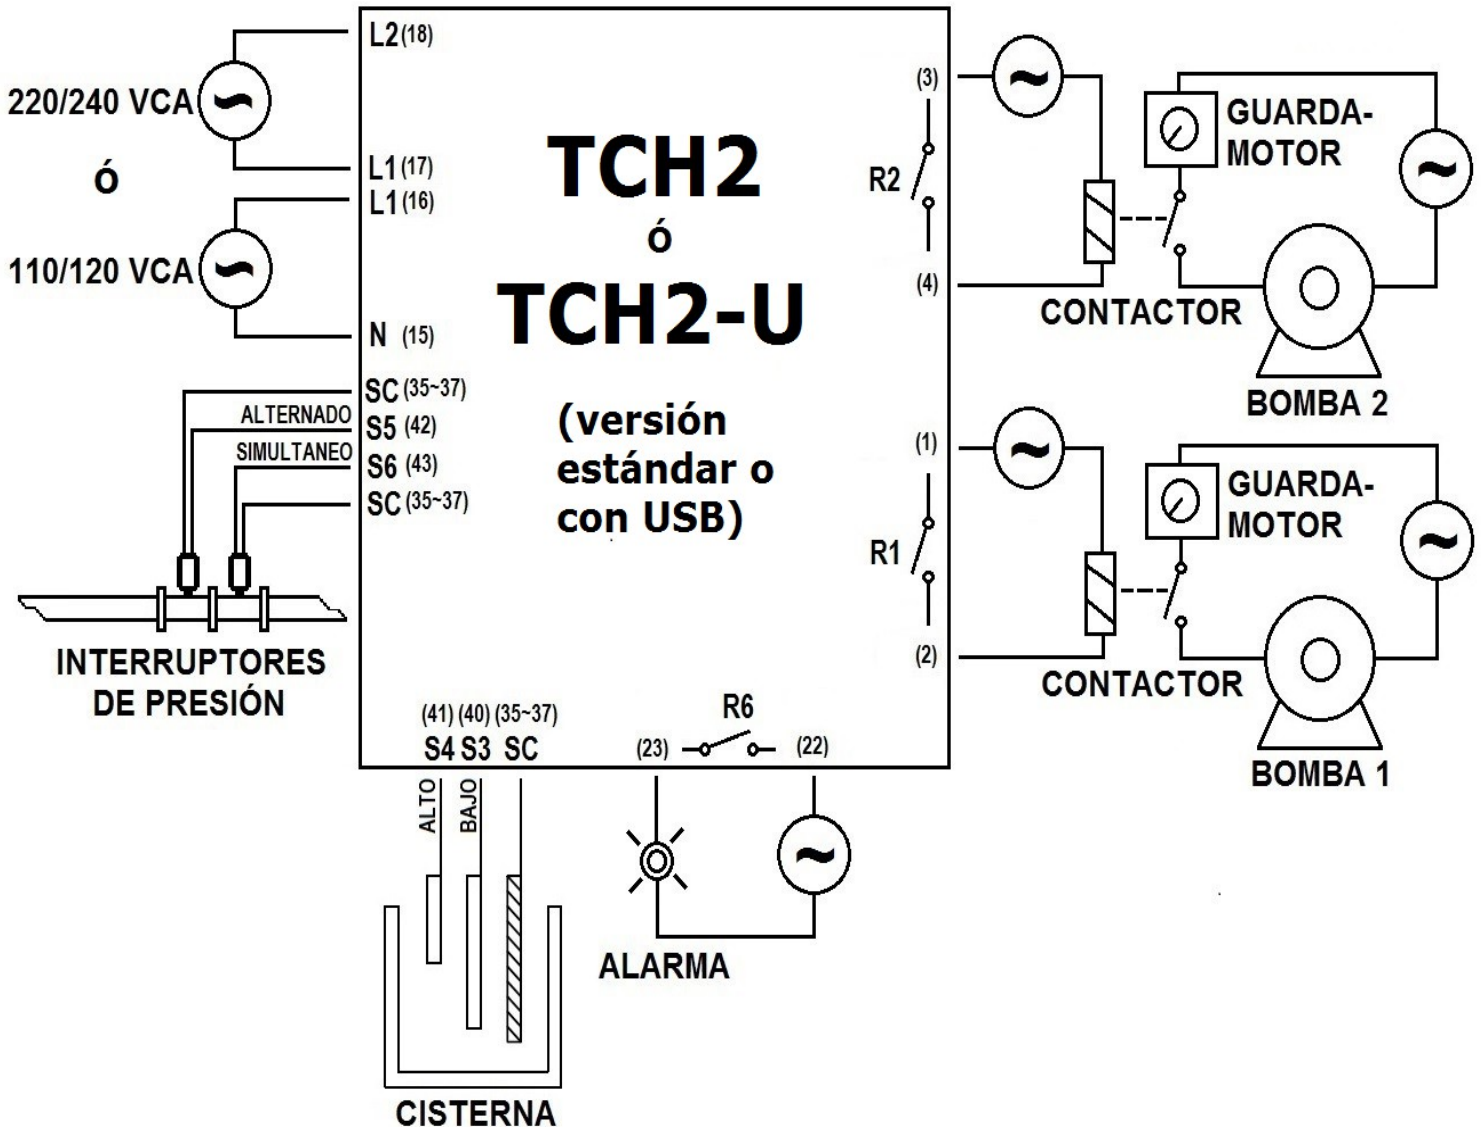 L2(18)
220/240 VCA
ó
L1(17)
L1(16)
110/120 VCA
N (15)
SC(35~37)
ALTERNADO
S5 (42)
SIMULTANEO
S6 (43)
SC(35~37)
INTERRUPTORES
DE PRESIÓN
TCH2
ó
TCH2-U
(versión
estándar o
con USB)
(3)
R2
(4)
GUARDA-
MOTOR
CONTACTOR
BOMBA 2
(1)
R1
(2)
GUARDA-
MOTOR
CONTACTOR
BOMBA 1
(41) (40) (35~37)
S4 S3 SC
ALTO
BAJO
CISTERNA
R6
(23)
(22)
ALARMA